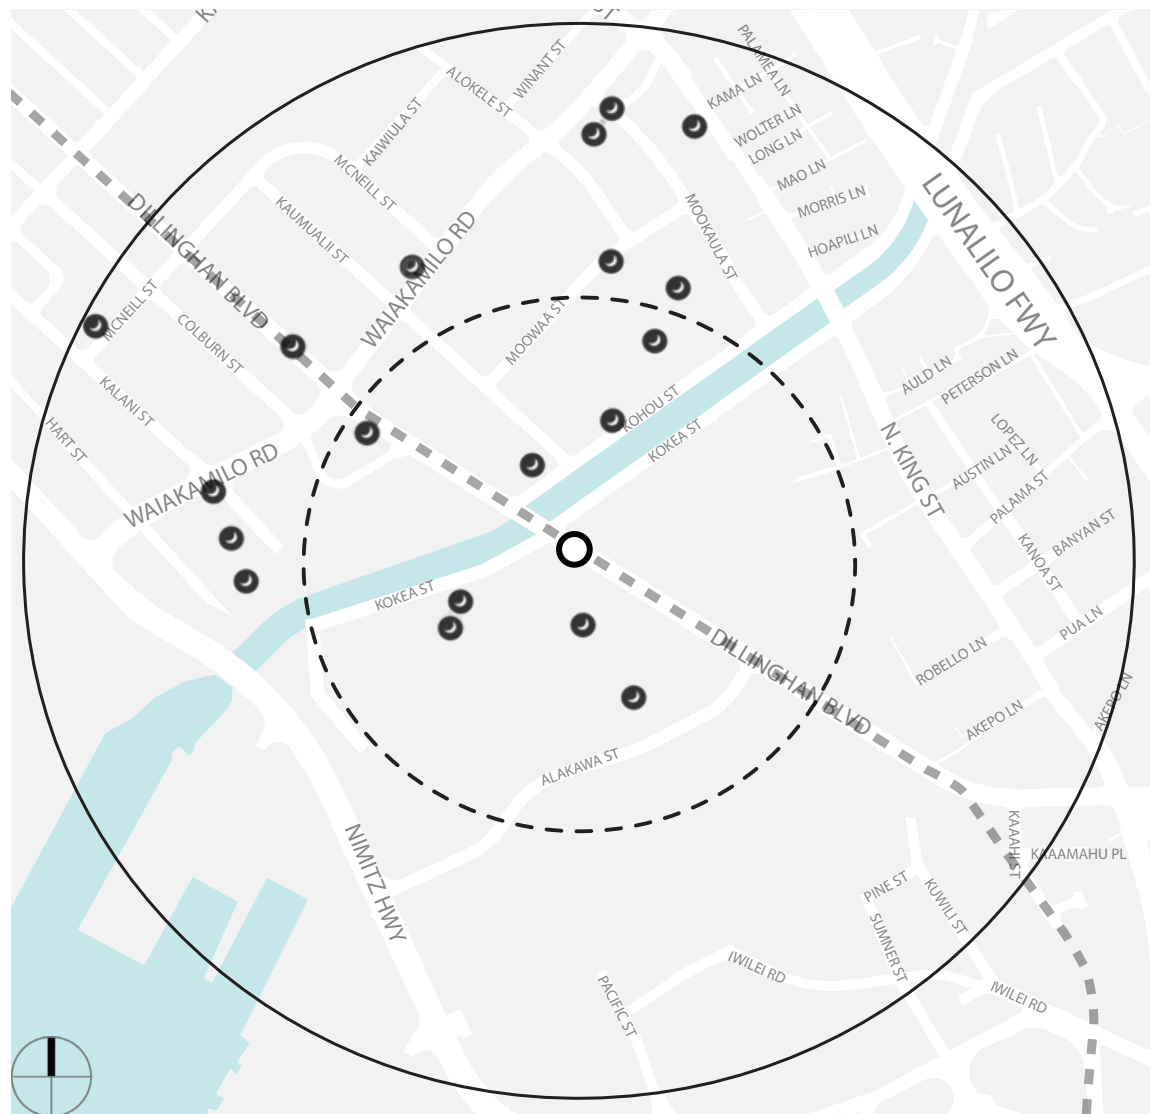 PALAMEA LN
WINANT ST
ALOKELE ST
KAMA LN
KAIWIULA ST
WOLTER LN
LONG LN
MCNEILL ST
MAO LN
MORRIS LN
LUNALILO FWY
DILLINGHAN BLVD
KAUMUALII ST
WAIAKAMILO RD
MOOKAULA ST
HOAPILI LN
MCNEILL ST
COLBURN ST
MOOWAA ST
AULD LN
PETERSON LN
KALANI ST
KOHOU ST
KOKEA ST
HART ST
WAIAKAMILO RD
N. KING ST
LOPEZ LN
AUSTIN LN
PALAMA ST
BANYAN ST
KANOA ST
KOKEA ST
PUA LN
DILLINGHAN BLVD
ROBELLO LN
AKEPO LN
AKEPO LN
ALAKAWA ST
NIMITZ HWY
KAAAHI ST
KAAAMAHU PL
PINE ST
KUWILI ST
SUMNER ST
IWILEI RD
IWILEI RD
PACIFIC ST